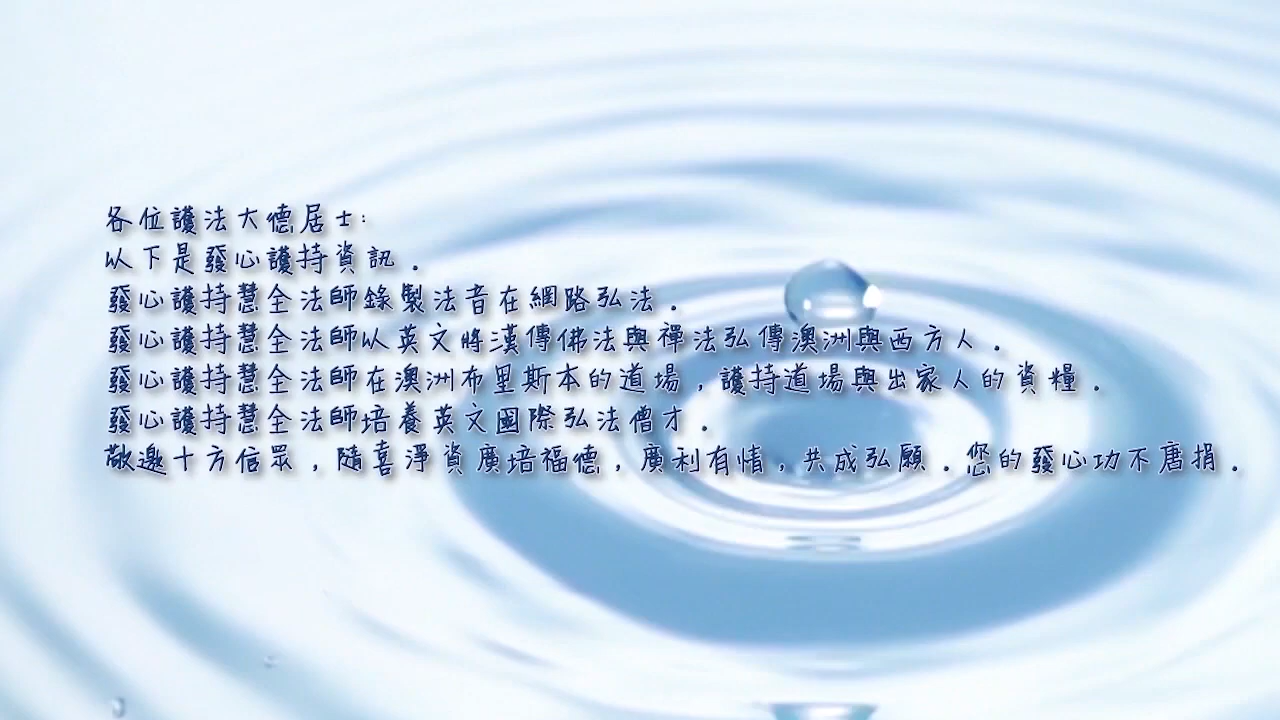 各位護法大德居士:
以下是發心護持資訊．
發心護持慧全法師錄製法音在網路弘法．
發心護持慧全法師以英文將漢傳佛法與禪法弘傳澳洲與西方人．
發心護持慧全法師在澳洲布里斯本的道場，護持道場與出家人的資糧．
發心護持慧全法師培養英文國際弘法僧才．
敬邀十方信眾，隨喜淨資廣培福德，廣利有情，共成弘願．您的發心功不唐捐．